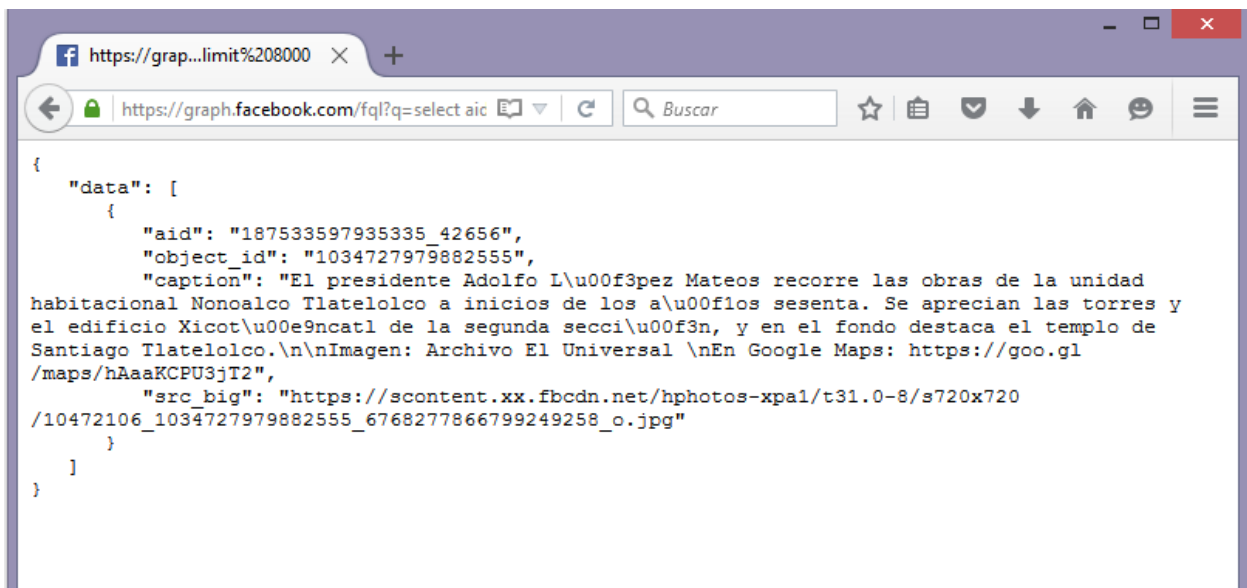 https://grap...limit%208000
https://graph.facebook.com/fql?q=select aic
Buscar
{
"data": [
{
"aid": "187533597935335_42656",
"object_id": "1034727979882555",
"caption": "El presidente Adolfo L\u00f3pez Mateos recorre las obras de la unidad
habitacional Nonoalco Tlatelolco a inicios de los a\u00f1os sesenta. Se aprecian las torres y
el edificio Xicot\u00e9ncatl de la segunda secci\u00f3n, y en el fondo destaca el templo de
Santiago Tlatelolco.\n\nImagen: Archivo El Universal \nEn Google Maps: https://goo.gl
/maps/hAaaKCPU3jT2",
"src_big": "https://scontent.xx.fbcdn.net/hphotos-xpa1/t31.0-8/s720x720
/10472106_1034727979882555_6768277866799249258_o.jpg"
}
]
}